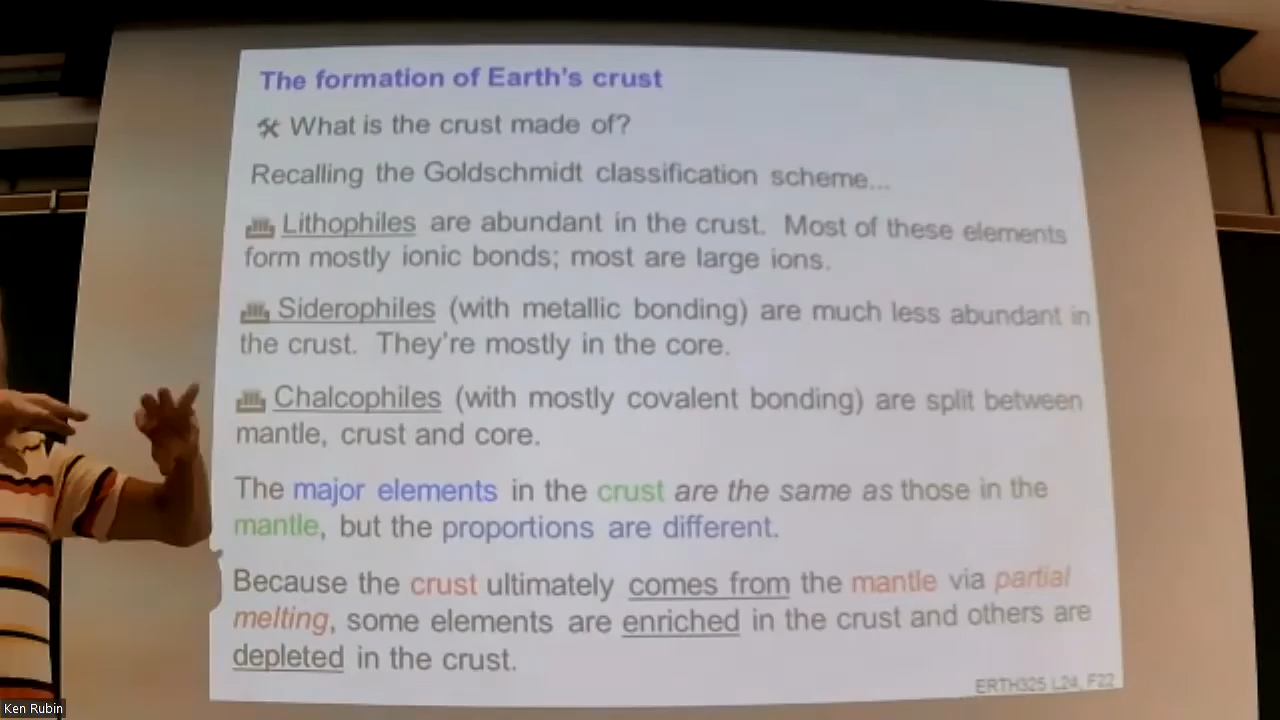 The formation of Earth's crust
What is the crust made of?
Recalling the Goldschmidt classification scheme...
Lithophiles are abundant in the crust. Most of these elements
form mostly ionic bonds; most are large ions.
Siderophiles (with metallic bonding) are much less abundant in
the crust. They're mostly in the core.
Chalcophiles (with mostly covalent bonding) are split between
mantle, crust and core.
The major elements in the crust are the same as those in the
mantle, but the proportions are different.
Because the crust ultimately comes from the mantle via partial
melting, some elements are enriched in the crust and others are
depleted in the crust.
ERTH325 L24, F22
Ken Rubin